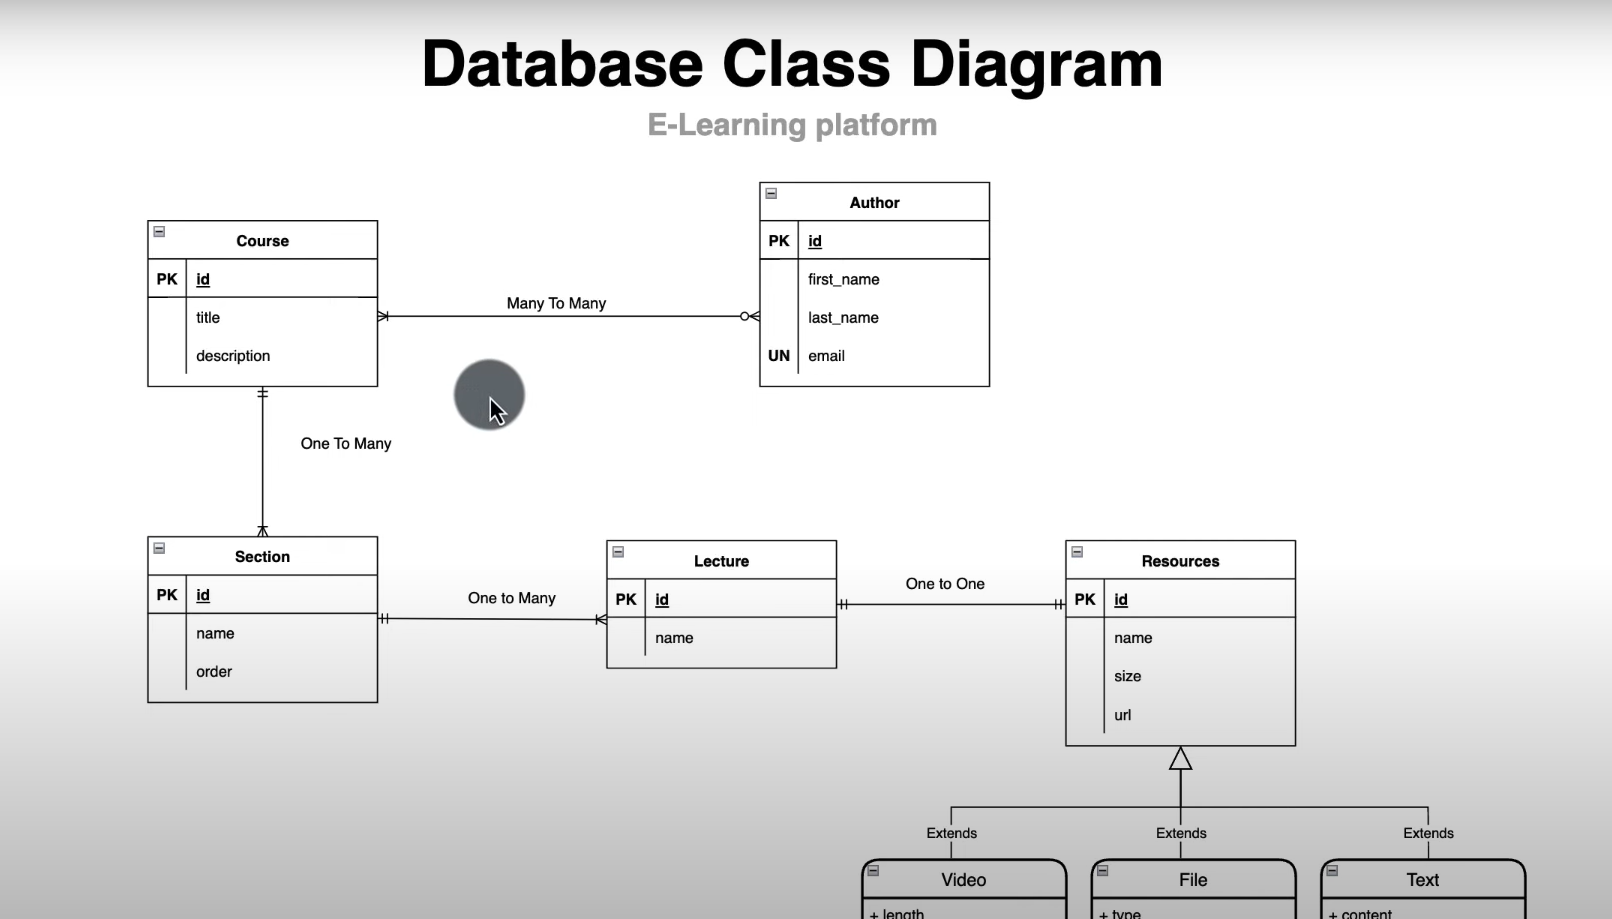 Database Class Diagram
E-Learning platform
Author
PK id
first_name
last_name
UN email
Course
PK id
title
description
Many To Many
One To Many
Section
PK id
name
order
One to Many
Lecture
PK id
name
One to One
Resources
PK id
name
size
url
Extends
Extends
Extends
Video
+ length
File
+ type
Text
+ content